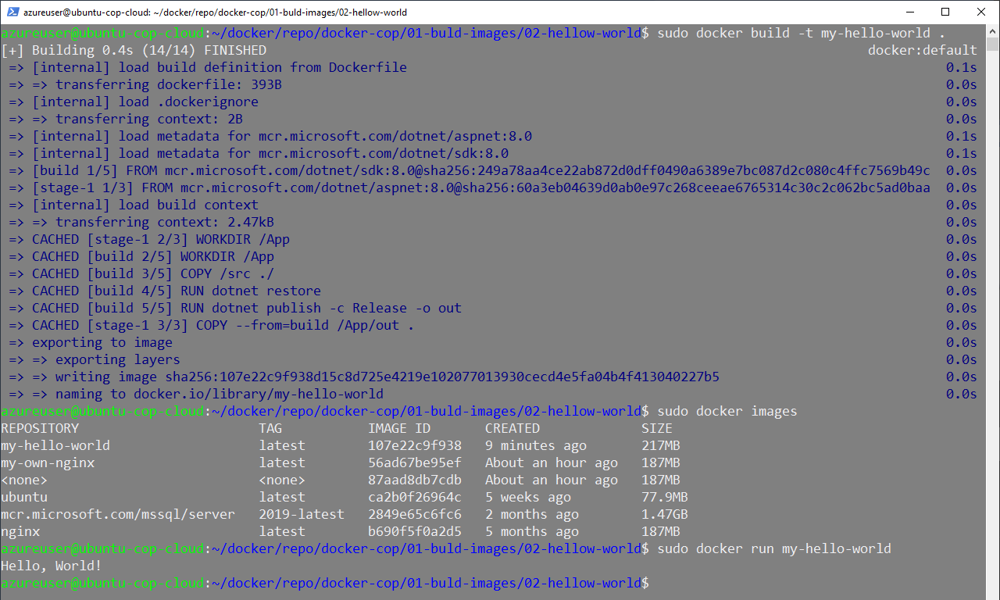 azureuser@ubuntu-cop-cloud: ~/docker/repo/docker-cop/01-buld-images/02-hellow-world
azureuser@ubuntu-cop-cloud:~/docker/repo/docker-cop/01-buld-images/02-hellow-world$ sudo docker build -t my-hello-world .
[+] Building 0.4s (14/14) FINISHED docker:default
=> [internal] load build definition from Dockerfile 0.1s
=> => transferring dockerfile: 393B 0.0s
=> [internal] load .dockerignore 0.0s
=> => transferring context: 2B 0.0s
=> [internal] load metadata for mcr.microsoft.com/dotnet/aspnet:8.0 0.1s
=> [internal] load metadata for mcr.microsoft.com/dotnet/sdk:8.0 0.1s
=> [build 1/5] FROM mcr.microsoft.com/dotnet/sdk:8.0@sha256:249a78aa4ce22ab872d0dff0490a6389e7bc087d2c080c4ffc7569b49c 0.0s
=> [stage-1 1/3] FROM mcr.microsoft.com/dotnet/aspnet:8.0@sha256:60a3eb04639d0ab0e97c268ceeae6765314c30c2c062bc5ad0baa 0.0s
=> [internal] load build context 0.0s
=> => transferring context: 2.47kB 0.0s
=> CACHED [stage-1 2/3] WORKDIR /App 0.0s
=> CACHED [build 2/5] WORKDIR /App 0.0s
=> CACHED [build 3/5] COPY /src ./ 0.0s
=> CACHED [build 4/5] RUN dotnet restore 0.0s
=> CACHED [build 5/5] RUN dotnet publish -c Release -o out 0.0s
=> CACHED [stage-1 3/3] COPY --from=build /App/out . 0.0s
=> exporting to image 0.0s
=> => exporting layers 0.0s
=> => writing image sha256:107e22c9f938d15c8d725e4219e102077013930cecd4e5fa04b4f413040227b5 0.0s
=> => naming to docker.io/library/my-hello-world 0.0s
azureuser@ubuntu-cop-cloud:~/docker/repo/docker-cop/01-buld-images/02-hellow-world$ sudo docker images
REPOSITORY TAG IMAGE ID CREATED SIZE
my-hello-world latest 107e22c9f938 9 minutes ago 217MB
my-own-nginx latest 56ad67be95ef About an hour ago 187MB
<none> <none> 87aad8db7cdb About an hour ago 187MB
ubuntu latest ca2b0f26964c 5 weeks ago 77.9MB
mcr.microsoft.com/mssql/server 2019-latest 2849e65c6fc6 2 months ago 1.47GB
nginx latest b690f5f0a2d5 5 months ago 187MB
azureuser@ubuntu-cop-cloud:~/docker/repo/docker-cop/01-buld-images/02-hellow-world$ sudo docker run my-hello-world
Hello, World!
azureuser@ubuntu-cop-cloud:~/docker/repo/docker-cop/01-buld-images/02-hellow-world$